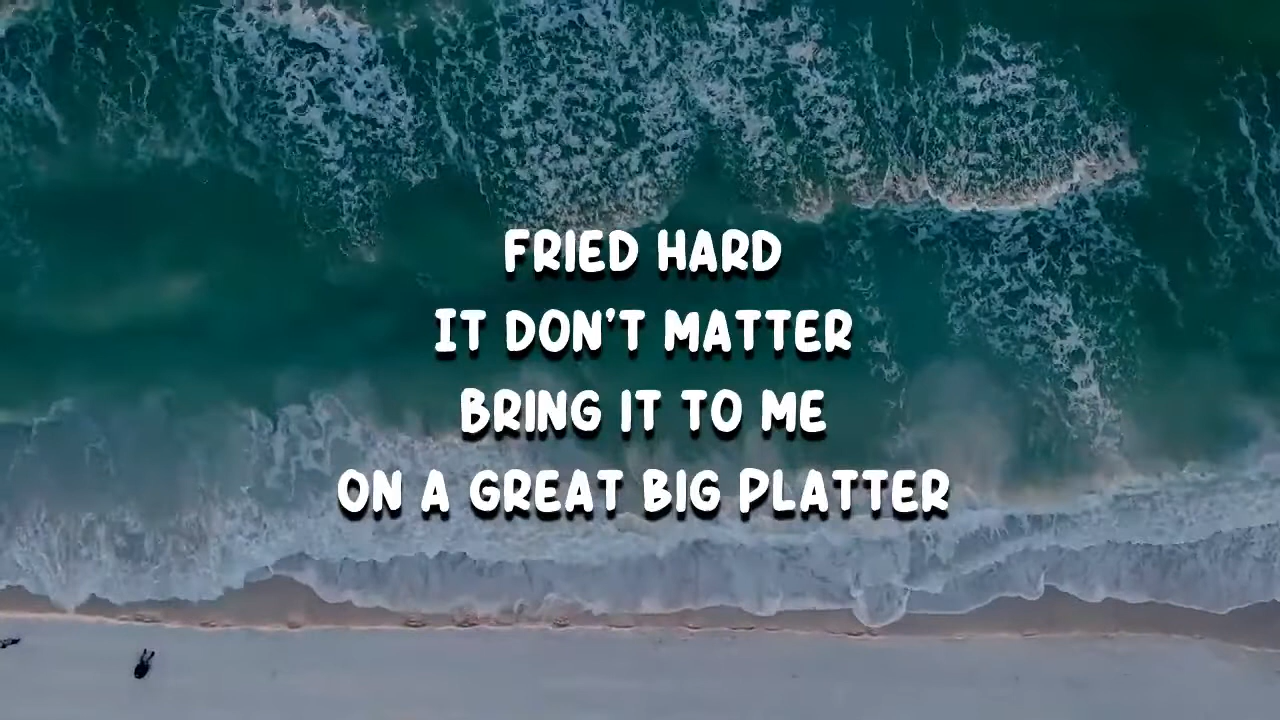 FRIED HARD
IT DON'T MATTER
BRING IT TO ME
ON A GREAT BIG PLATTER